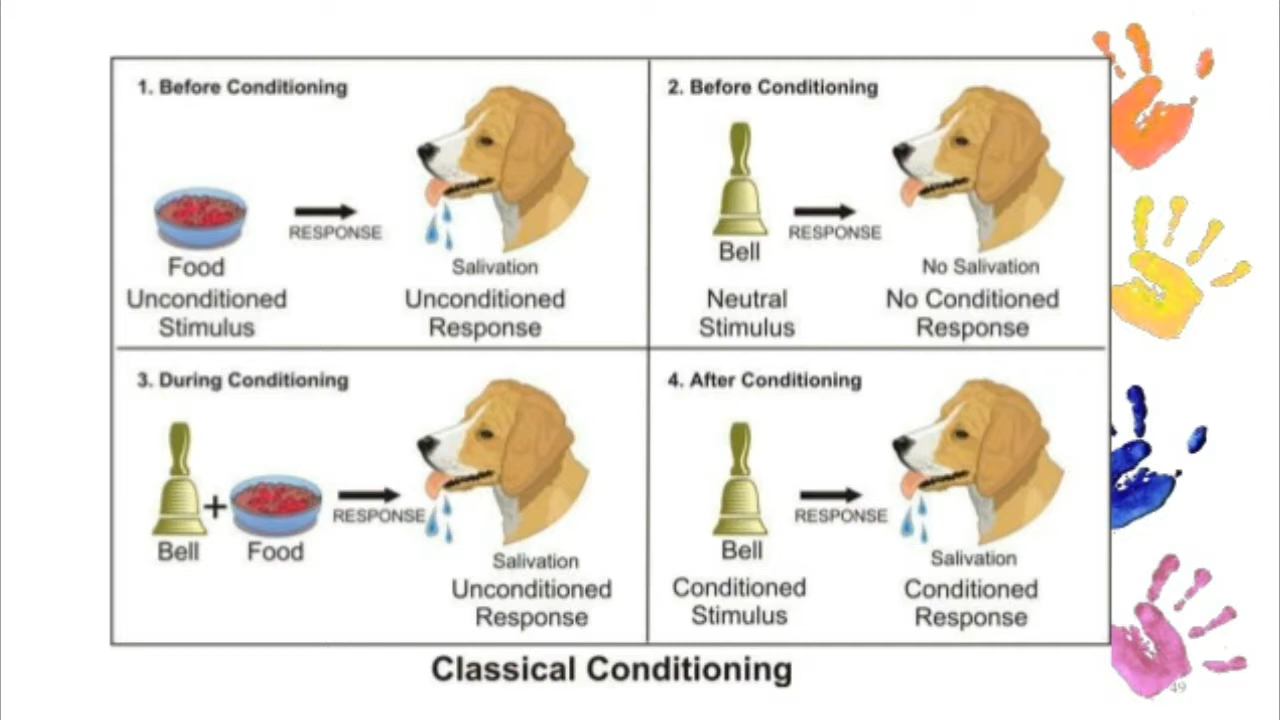 1. Before Conditioning
RESPONSE
Food
Salivation
Unconditioned
Stimulus
Unconditioned
Response
2. Before Conditioning
RESPONSE
Bell
No Salivation
Neutral
Stimulus
No Conditioned
Response
3. During Conditioning
+
RESPONSE
Bell
Food
Salivation
Unconditioned
Response
4. After Conditioning
RESPONSE
Bell
Salivation
Conditioned
Stimulus
Conditioned
Response
Classical Conditioning
49